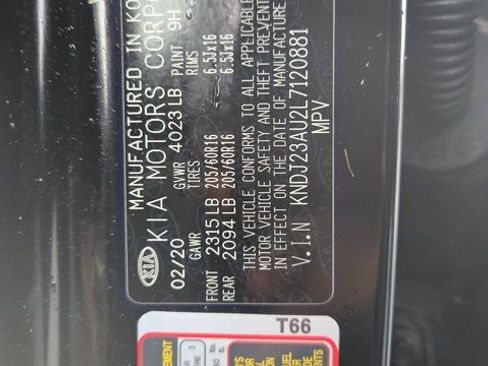 MANUFACTURED IN KO
KIA KIA MOTORS CORP
02/20 GVWR 4023 LB PAINT 9H
GAWR TIRES RIMS
FRONT 2315 LB 205/60R16 6.5Jx16
REAR 2094 LB 205/60R16 6.5Jx16
THIS VEHICLE CONFORMS TO ALL APPLICABLE
MOTOR VEHICLE SAFETY AND THEFT PREVENT
IN EFFECT ON THE DATE OF MANUFACTURE
V.I.N KNDJ23AU2L7120881
MPV
T66